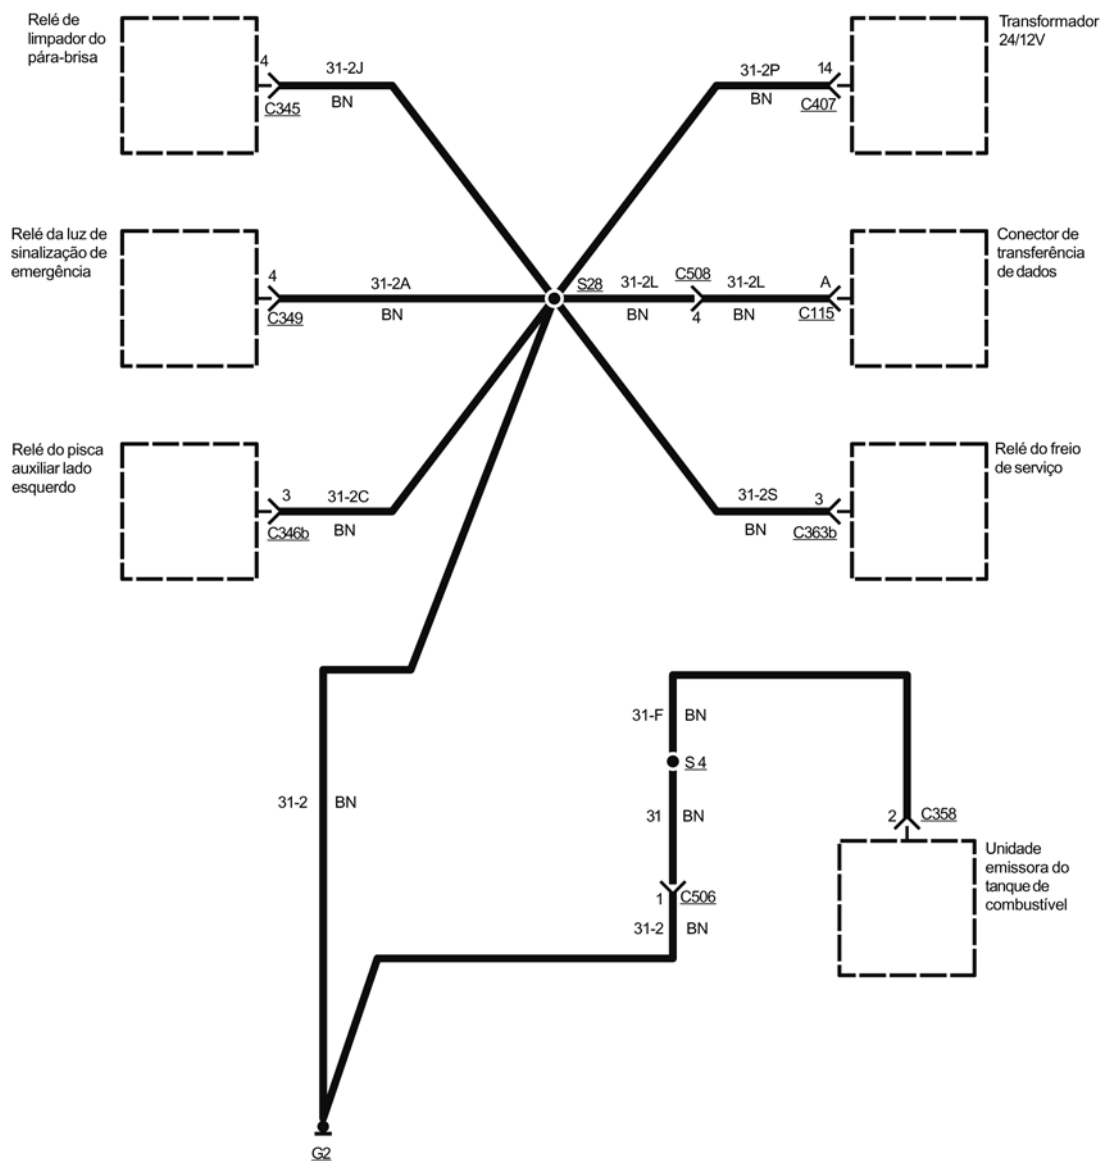 Relé de
limpador do
pára-brisa
4
31-2J
BN
C345
Transformador
24/12V
31-2P
14
BN
C407
Relé da luz de
sinalização de
emergência
4
31-2A
BN
C349
S28
31-2L
BN
C508
4
31-2L
BN
A
C115
Conector de
transferência
de dados
Relé do pisca
auxiliar lado
esquerdo
3
31-2C
BN
C346b
31-2S
3
BN
C363b
Relé do freio
de serviço
31-F
BN
S 4
31
BN
1
C506
31-2
BN
2
C358
Unidade
emissora do
tanque de
combustível
31-2
BN
G2